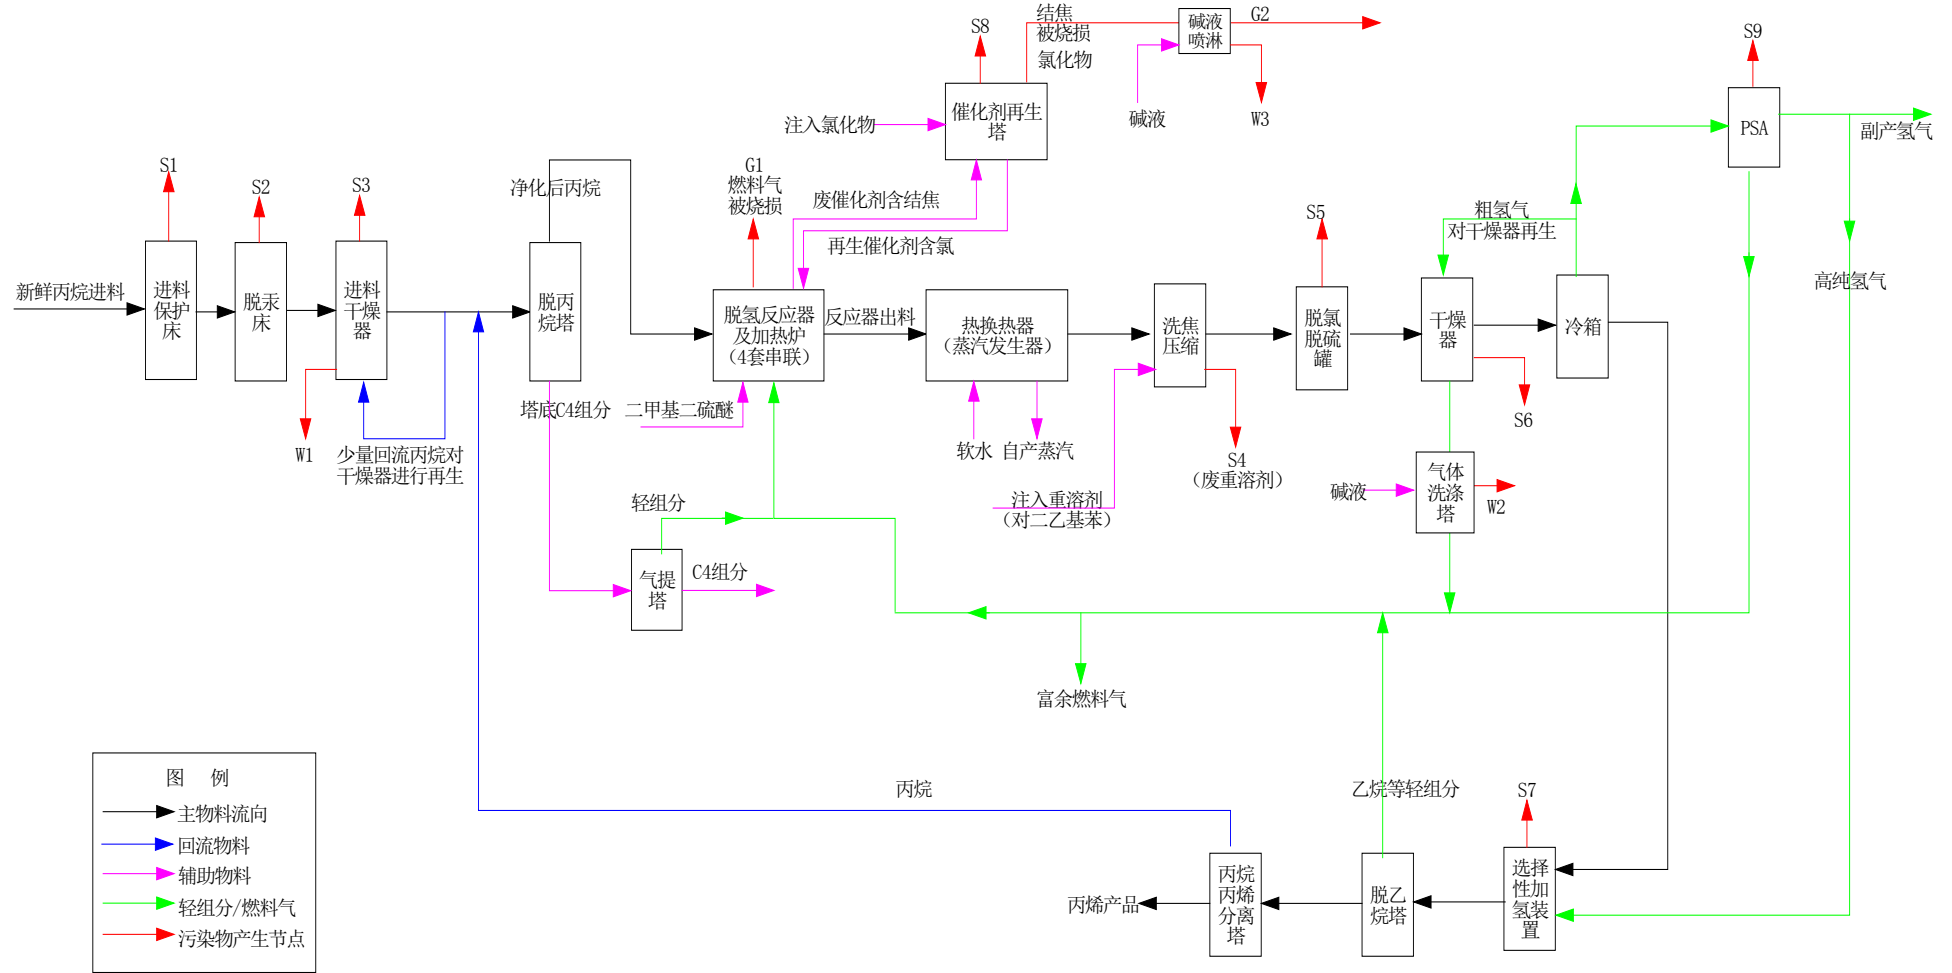 结焦
被烧损
氯化物
碱液
喷淋
G2
S8
S9
催化剂再生
塔
注入氯化物
碱液
W3
PSA
副产氢气
S1
S2
S3
净化后丙烷
G1
燃料气
被烧损
废催化剂含结焦
再生催化剂含氯
S5
粗氢气
对干燥器再生
高纯氢气
新鲜丙烷进料
进料
保护
床
脱汞
床
进料
干燥
器
脱丙
烷塔
脱氢反应器
及加热炉
（4套串联）
反应器出料
热换热器
（蒸汽发生器）
洗焦
压缩
脱氯
脱硫
罐
干燥
器
冷箱
W1
少量回流丙烷对
干燥器进行再生
塔底C4组分
二甲基二硫醚
软水
自产蒸汽
S4
（废重溶剂）
S6
注入重溶剂
（对二乙基苯）
碱液
气体
洗涤
塔
W2
轻组分
气提
塔
C4组分
富余燃料气
丙烷
乙烷等轻组分
S7
丙烯产品
丙烷
丙烯
分离
塔
脱乙
烷塔
选择
性加
氢装
置
图 例
主物料流向
回流物料
辅助物料
轻组分/燃料气
污染物产生节点